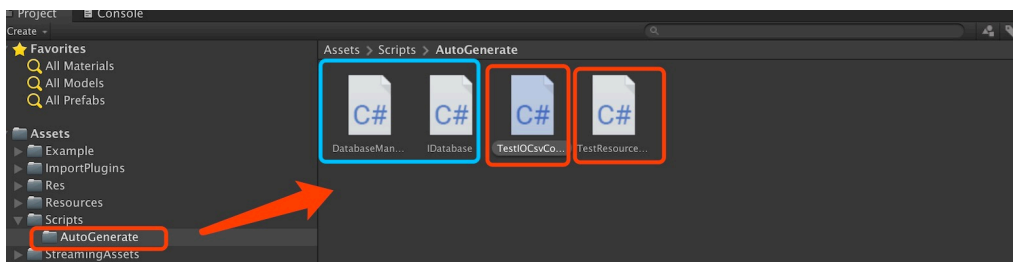 Project Console
Create
Favorites
All Materials
All Models
All Prefabs
Assets
Example
ImportPlugins
Res
Resources
Scripts
AutoGenerate
StreamingAssets
Assets > Scripts > AutoGenerate
C# C# C# C#
DatabaseMan... IDatabase TestIOCsvCo... TestResource...